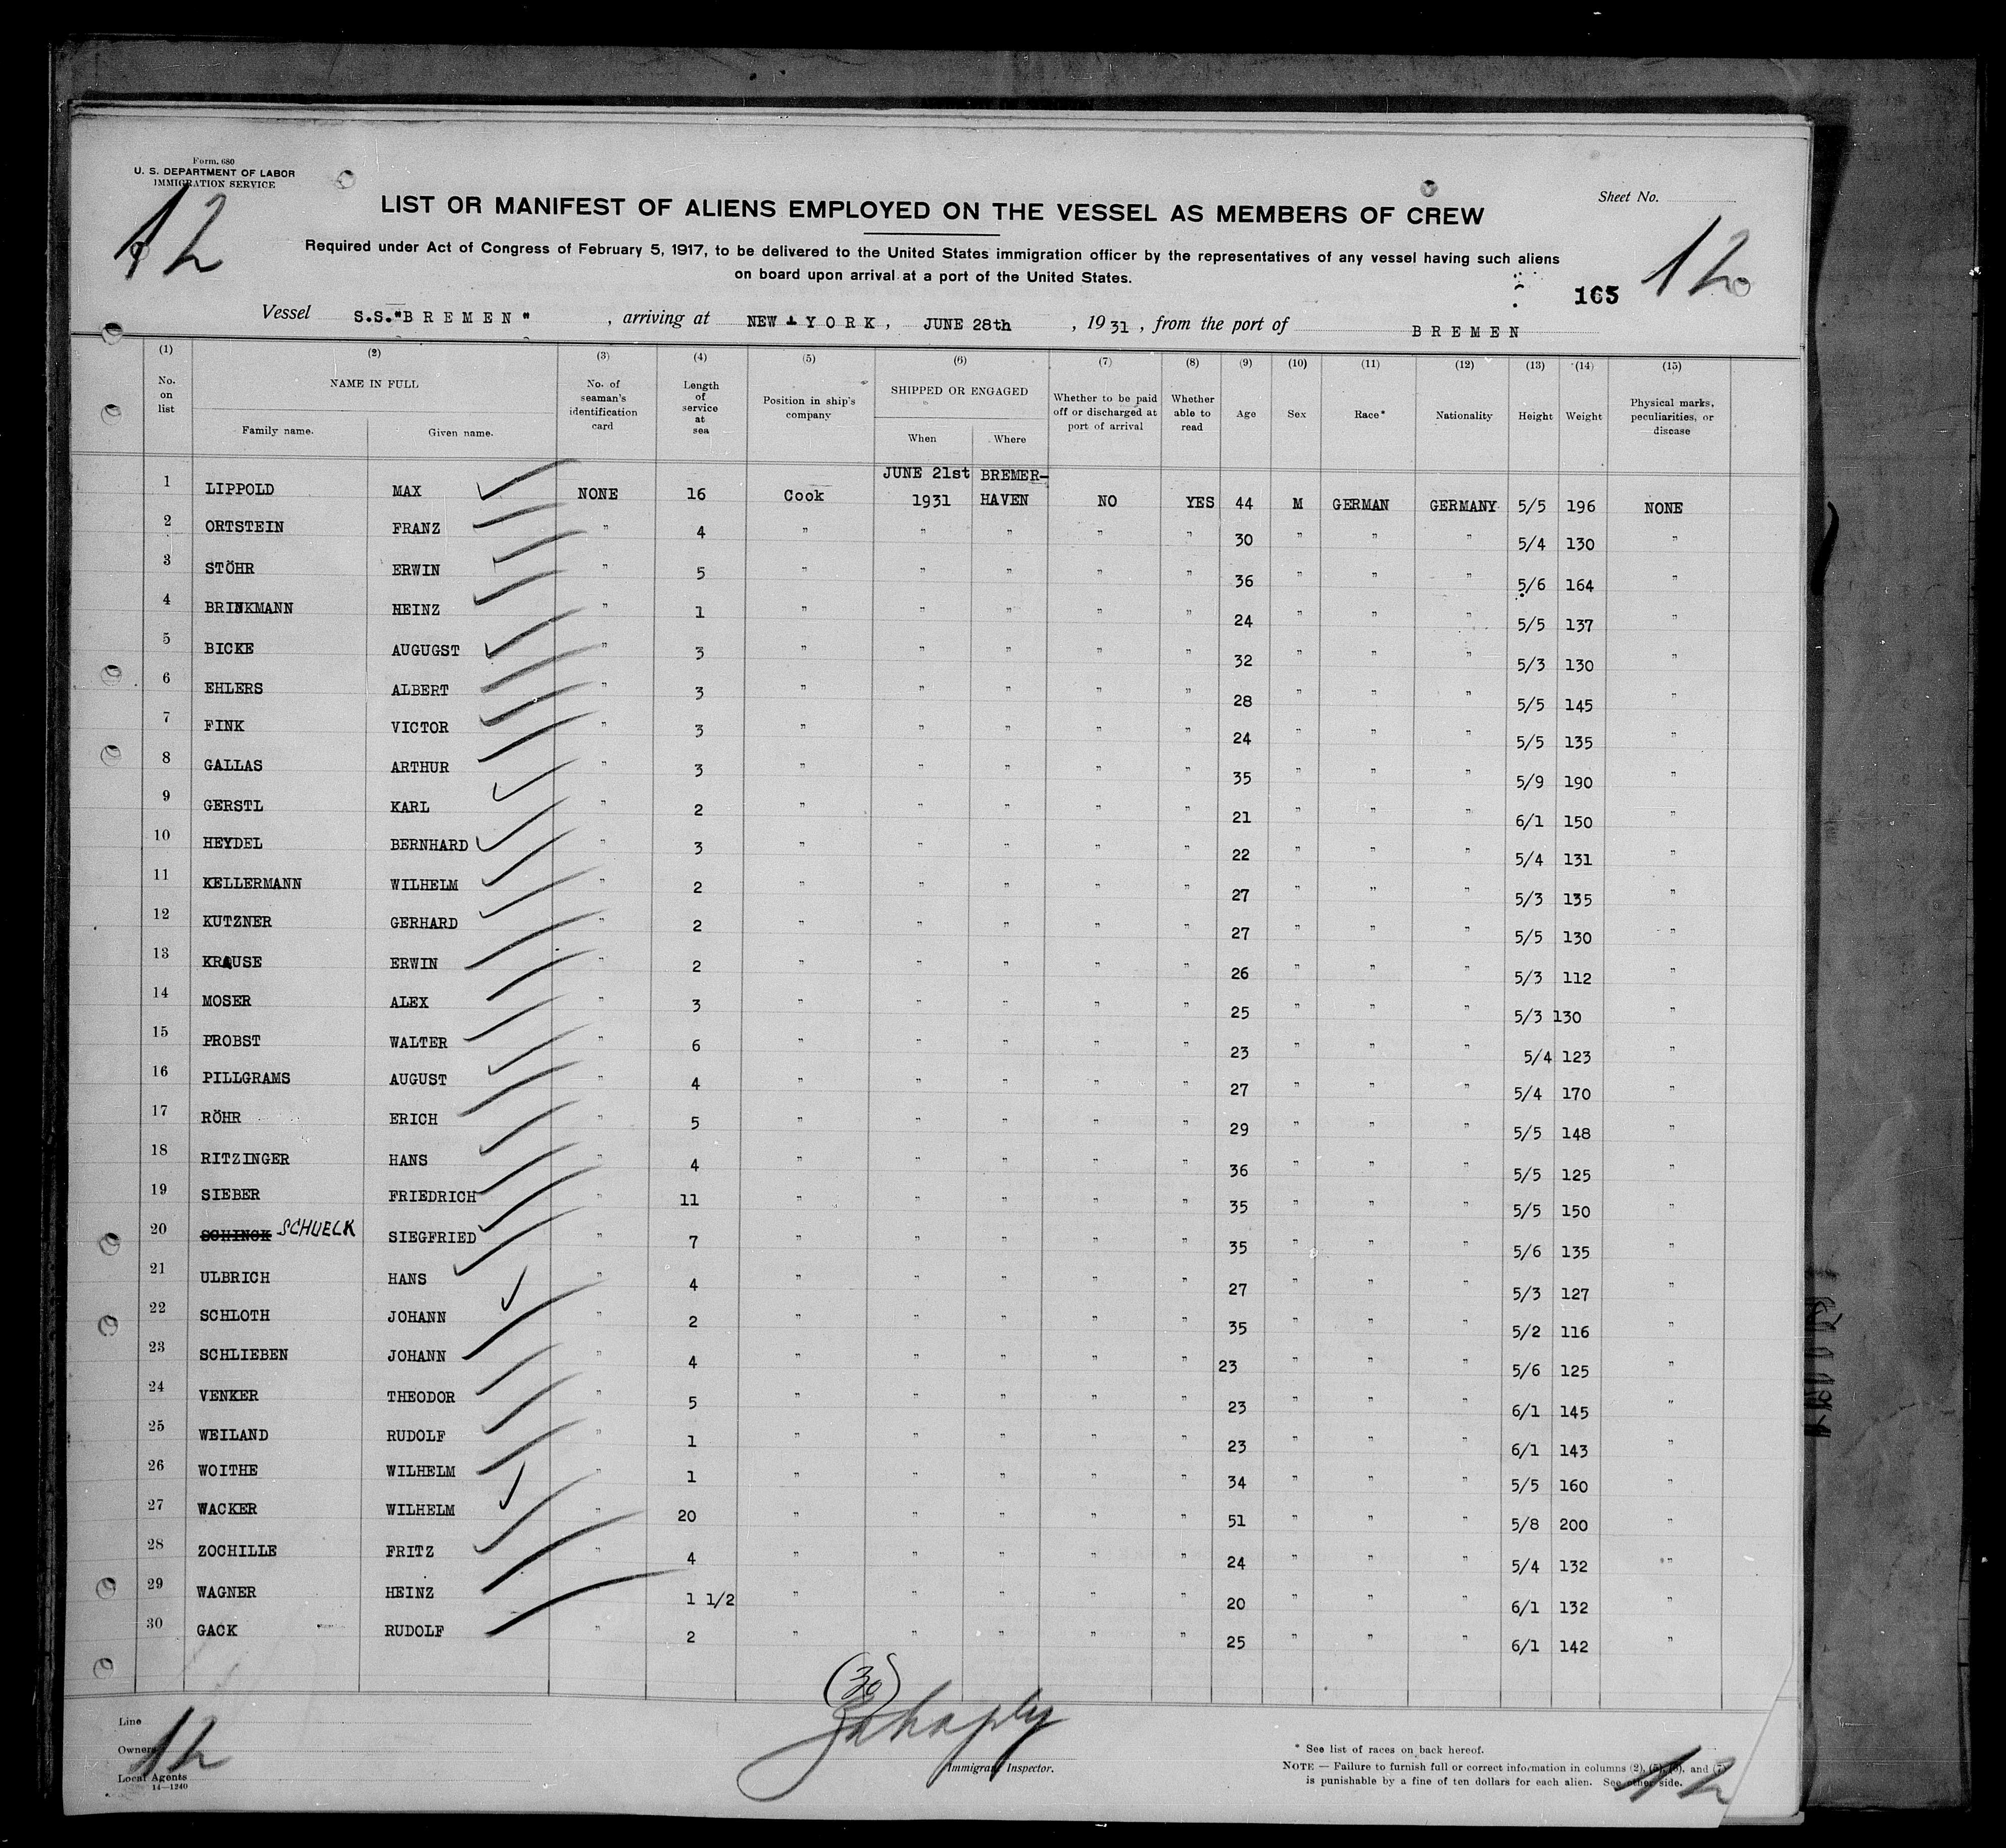 Form. 680
U. S. DEPARTMENT OF LABOR
IMMIGRATION SERVICE
12
LIST OR MANIFEST OF ALIENS EMPLOYED ON THE VESSEL AS MEMBERS OF CREW
Sheet No.
12
Required under Act of Congress of February 5, 1917, to be delivered to the United States immigration officer by the representatives of any vessel having such aliens
on board upon arrival at a port of the United States.
165
Vessel S.S."BREMEN" , arriving at NEW YORK, JUNE 28th , 1931 , from the port of BREMEN
(1) (2) (3) (4) (5) (6) (7) (8) (9) (10) (11) (12) (13) (14) (15)
No. on list NAME IN FULL Family name. Given name. No. of seaman's identification card Length of service at sea Position in ship's company SHIPPED OR ENGAGED When Where Whether to be paid off or discharged at port of arrival Whether able to read Age Sex Race* Nationality Height Weight Physical marks, peculiarities, or disease
1 LIPPOLD MAX NONE 16 Cook JUNE 21st 1931 BREMER-HAVEN NO YES 44 M GERMAN GERMANY 5/5 196 NONE
2 ORTSTEIN FRANZ " 4 " " " " " 30 " " " 5/4 130 "
3 STÖHR ERWIN " 5 " " " " " 36 " " " 5/6 164 "
4 BRINKMANN HEINZ " 1 " " " " " 24 " " " 5/5 137 "
5 BICKE AUGUGST " 3 " " " " " 32 " " " 5/3 130 "
6 EHLERS ALBERT " 3 " " " " " 28 " " " 5/5 145 "
7 FINK VICTOR " 3 " " " " " 24 " " " 5/5 135 "
8 GALLAS ARTHUR " 3 " " " " " 35 " " " 5/9 190 "
9 GERSTL KARL " 2 " " " " " 21 " " " 6/1 150 "
10 HEYDEL BERNHARD " 3 " " " " " 22 " " " 5/4 131 "
11 KELLERMANN WILHELM " 2 " " " " " 27 " " " 5/3 135 "
12 KUTZNER GERHARD " 2 " " " " " 27 " " " 5/5 130 "
13 KRAUSE ERWIN " 2 " " " " " 26 " " " 5/3 112 "
14 MOSER ALEX " 3 " " " " " 25 " " " 5/3 130 "
15 PROBST WALTER " 6 " " " " " 23 " " " 5/4 123 "
16 PILLGRAMS AUGUST " 4 " " " " " 27 " " " 5/4 170 "
17 RÖHR ERICH " 5 " " " " " 29 " " " 5/5 148 "
18 RITZINGER HANS " 4 " " " " " 36 " " " 5/5 125 "
19 SIEBER FRIEDRICH " 11 " " " " " 35 " " " 5/5 150 "
20 SCHINCK SCHUELK SIEGFRIED " 7 " " " " " 35 " " " 5/6 135 "
21 ULBRICH HANS " 4 " " " " " 27 " " " 5/3 127 "
22 SCHLOTH JOHANN " 2 " " " " " 35 " " " 5/2 116 "
23 SCHLIEBEN JOHANN " 4 " " " " " 23 " " " 5/6 125 "
24 VENKER THEODOR " 5 " " " " " 23 " " " 6/1 145 "
25 WEILAND RUDOLF " 1 " " " " " 23 " " " 6/1 143 "
26 WOITHE WILHELM " 1 " " " " " 34 " " " 5/5 160 "
27 WACKER WILHELM " 20 " " " " " 51 " " " 5/8 200 "
28 ZOCHILLE FRITZ " 4 " " " " " 24 " " " 5/4 132 "
29 WAGNER HEINZ 1 1/2 " " " " " 20 " " " 6/1 132 "
30 GACK RUDOLF " 2 " " " " " 25 " " " 6/1 142 "
(30)
Line
Owners
Local Agents
14—1240
12
Immigrant Inspector.
* See list of races on back hereof.
NOTE — Failure to furnish full or correct information in columns (2), (5), (6), and (7)
is punishable by a fine of ten dollars for each alien. See other side.
12